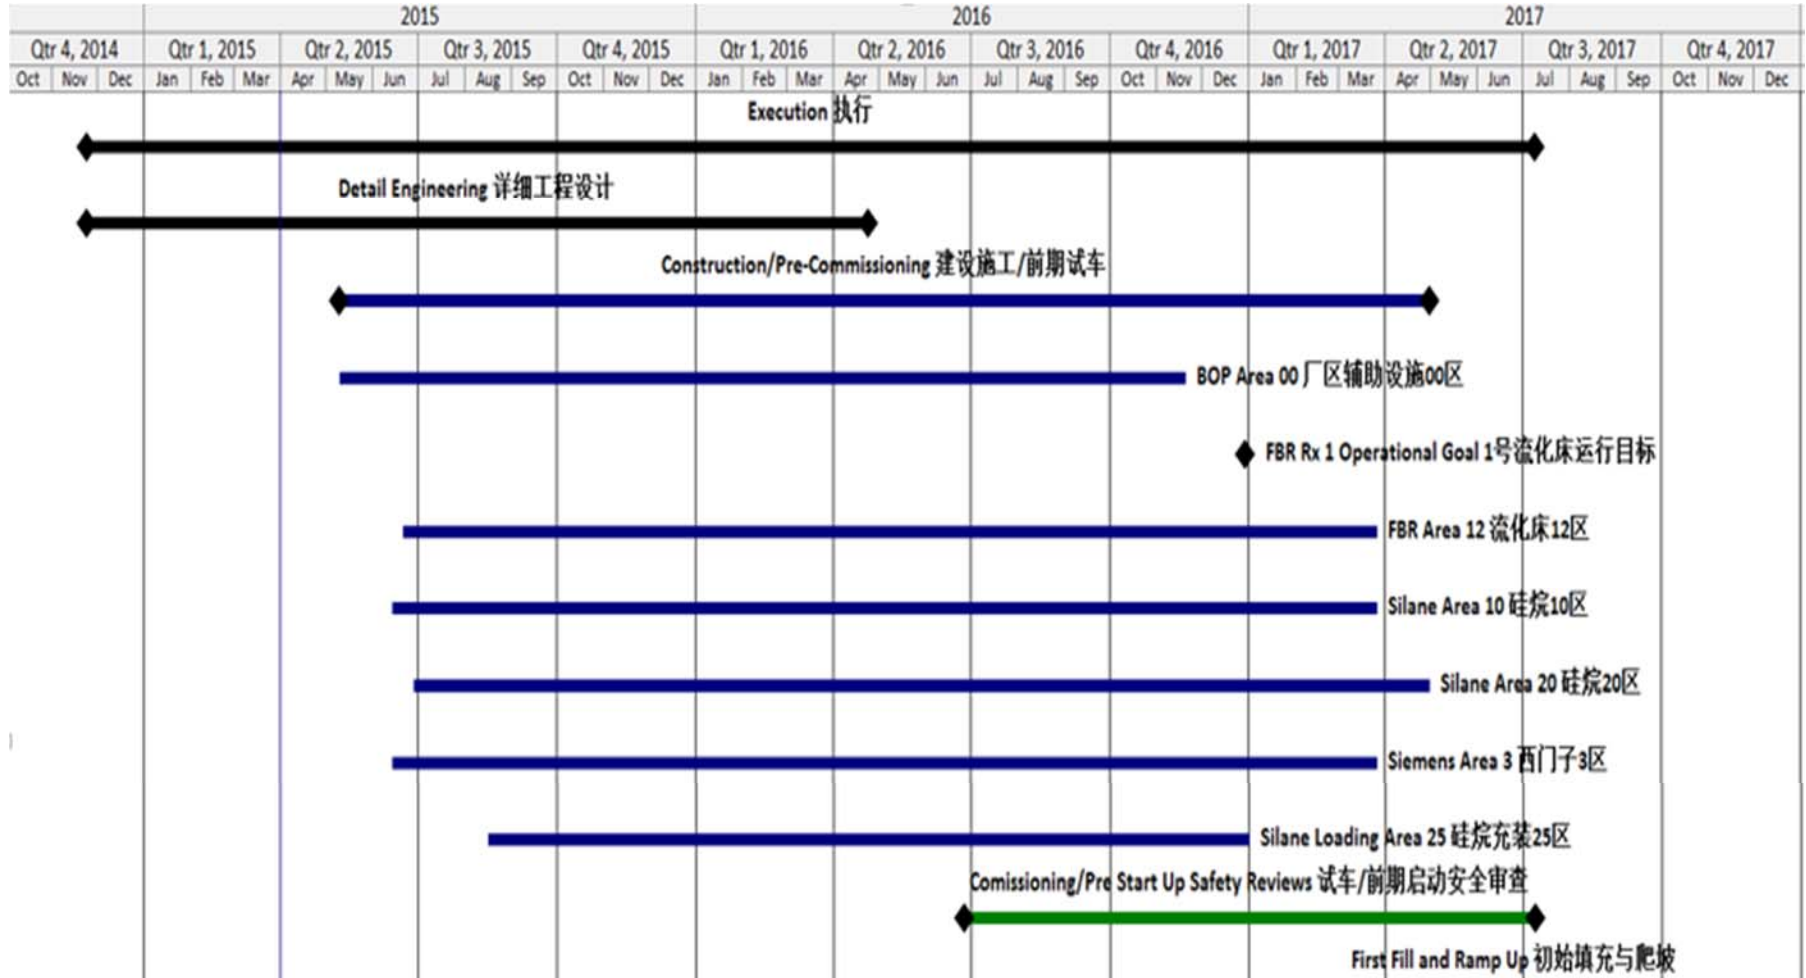 2015 2016 2017
Qtr 4, 2014 Qtr 1, 2015 Qtr 2, 2015 Qtr 3, 2015 Qtr 4, 2015 Qtr 1, 2016 Qtr 2, 2016 Qtr 3, 2016 Qtr 4, 2016 Qtr 1, 2017 Qtr 2, 2017 Qtr 3, 2017 Qtr 4, 2017
Oct Nov Dec Jan Feb Mar Apr May Jun Jul Aug Sep Oct Nov Dec Jan Feb Mar Apr May Jun Jul Aug Sep Oct Nov Dec Jan Feb Mar Apr May Jun Jul Aug Sep Oct Nov Dec
Execution 执行
Detail Engineering 详细工程设计
Construction/Pre-Commissioning 建设施工/前期试车
BOP Area 00 厂区辅助设施00区
FBR Rx 1 Operational Goal 1号流化床运行目标
FBR Area 12 流化床12区
Silane Area 10 硅烷10区
Silane Area 20 硅烷20区
Siemens Area 3 西门子3区
Silane Loading Area 25 硅烷充装25区
Comissioning/Pre Start Up Safety Reviews 试车/前期启动安全审查
First Fill and Ramp Up 初始填充与爬坡